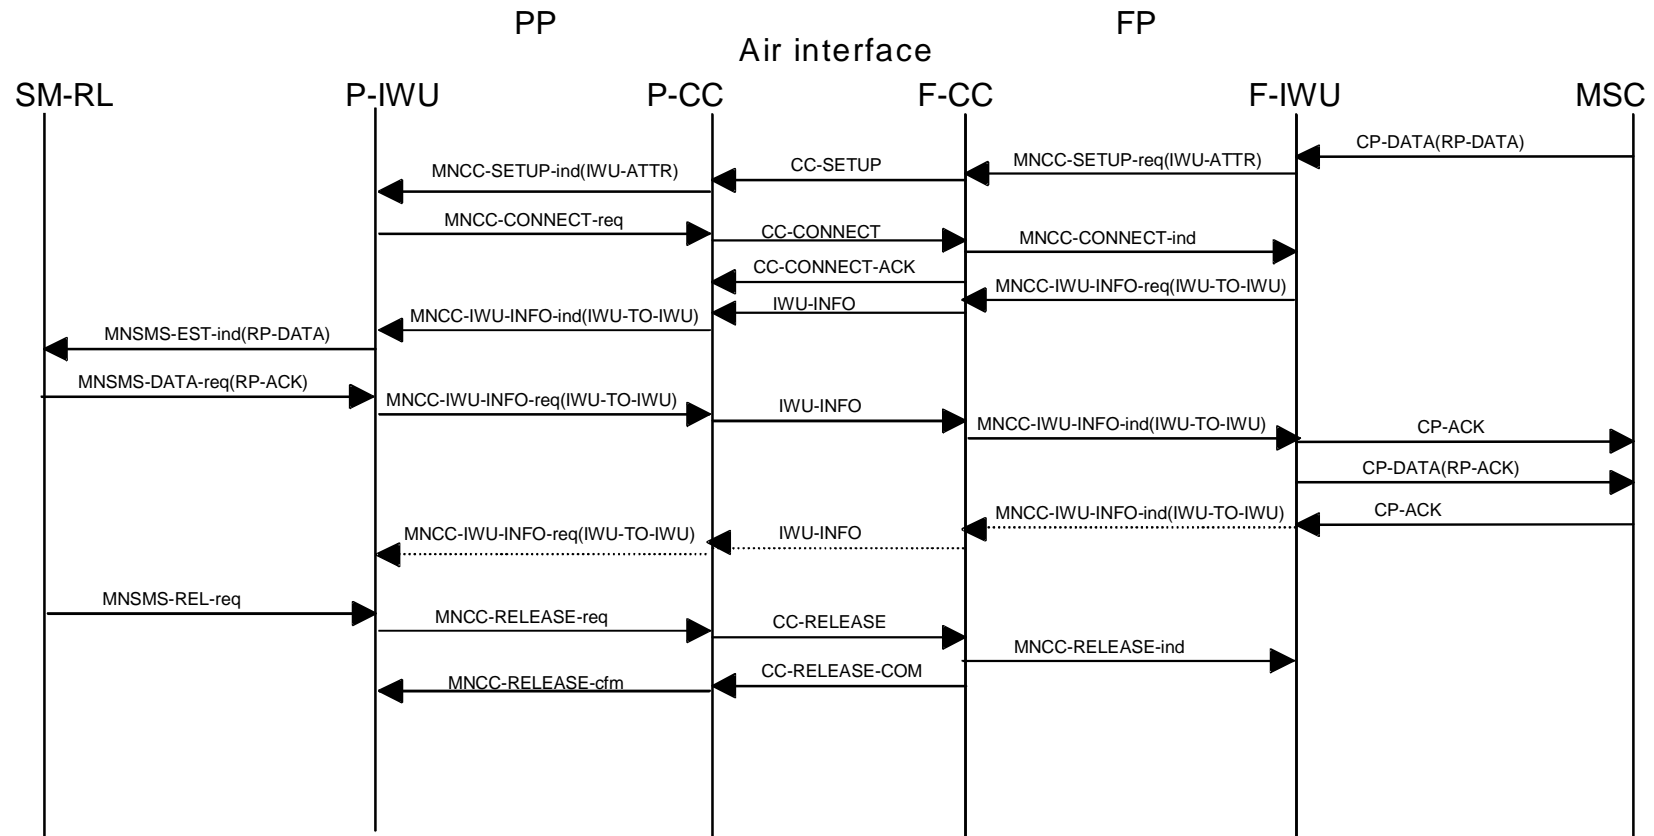 PP
FP
Air interface
SM-RL
P-IWU
P-CC
F-CC
F-IWU
MSC
CP-DATA(RP-DATA)
MNCC-SETUP-req(IWU-ATTR)
CC-SETUP
MNCC-SETUP-ind(IWU-ATTR)
MNCC-CONNECT-req
CC-CONNECT
MNCC-CONNECT-ind
CC-CONNECT-ACK
MNCC-IWU-INFO-req(IWU-TO-IWU)
IWU-INFO
MNCC-IWU-INFO-ind(IWU-TO-IWU)
MNSMS-EST-ind(RP-DATA)
MNSMS-DATA-req(RP-ACK)
MNCC-IWU-INFO-req(IWU-TO-IWU)
IWU-INFO
MNCC-IWU-INFO-ind(IWU-TO-IWU)
CP-ACK
CP-DATA(RP-ACK)
CP-ACK
MNCC-IWU-INFO-ind(IWU-TO-IWU)
IWU-INFO
MNCC-IWU-INFO-req(IWU-TO-IWU)
MNSMS-REL-req
MNCC-RELEASE-req
CC-RELEASE
MNCC-RELEASE-ind
CC-RELEASE-COM
MNCC-RELEASE-cfm